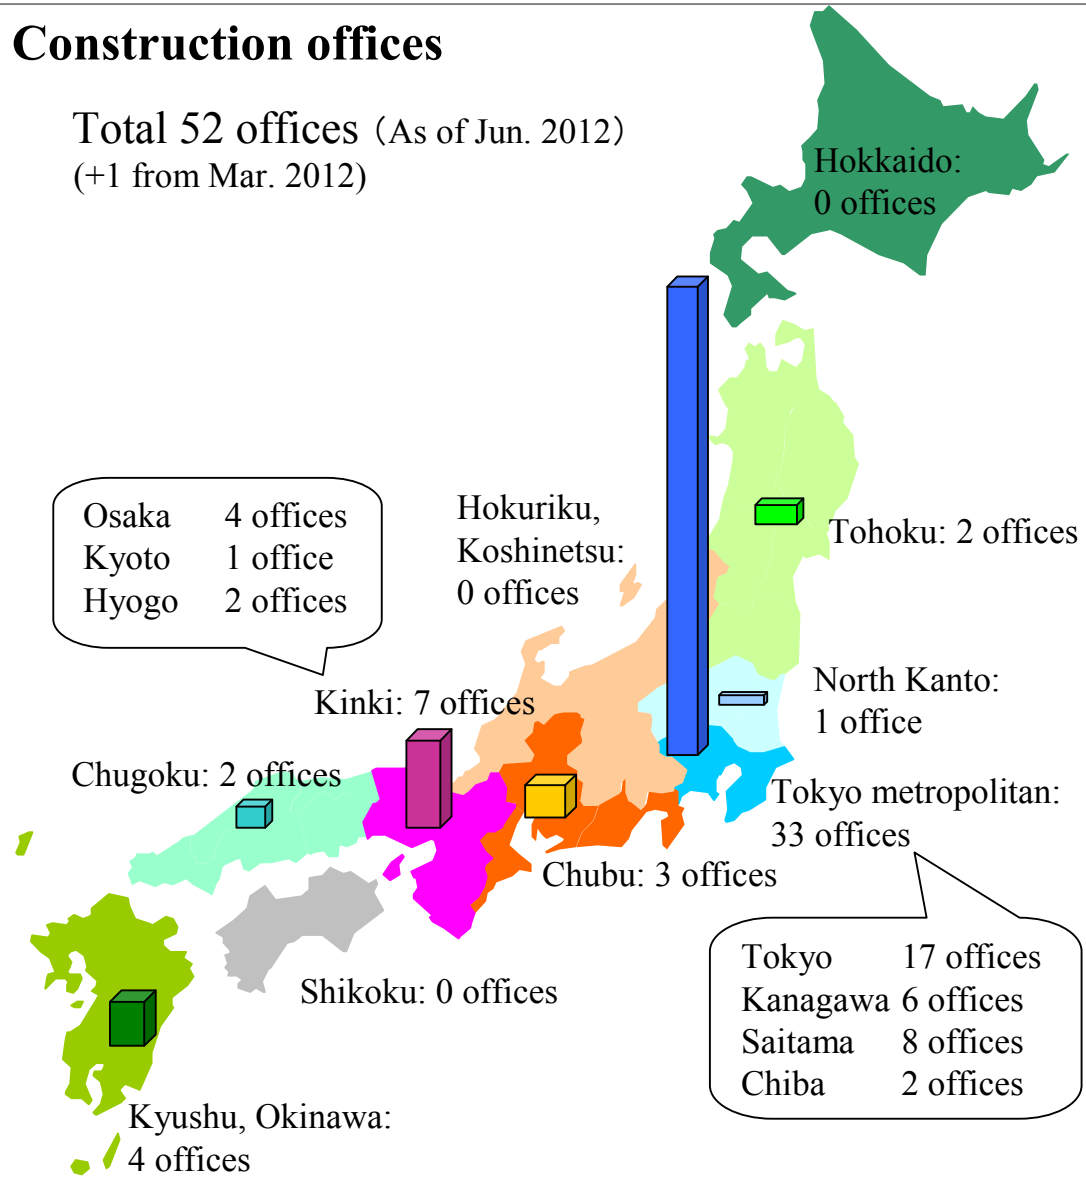 Construction offices
Total 52 offices（As of Jun. 2012）
(+1 from Mar. 2012)
Hokkaido:
0 offices
Osaka 4 offices
Kyoto 1 office
Hyogo 2 offices
Hokuriku,
Koshinetsu:
0 offices
Tohoku: 2 offices
Kinki: 7 offices
North Kanto:
1 office
Chugoku: 2 offices
Tokyo metropolitan:
33 offices
Chubu: 3 offices
Tokyo 17 offices
Kanagawa 6 offices
Saitama 8 offices
Chiba 2 offices
Shikoku: 0 offices
Kyushu, Okinawa:
4 offices